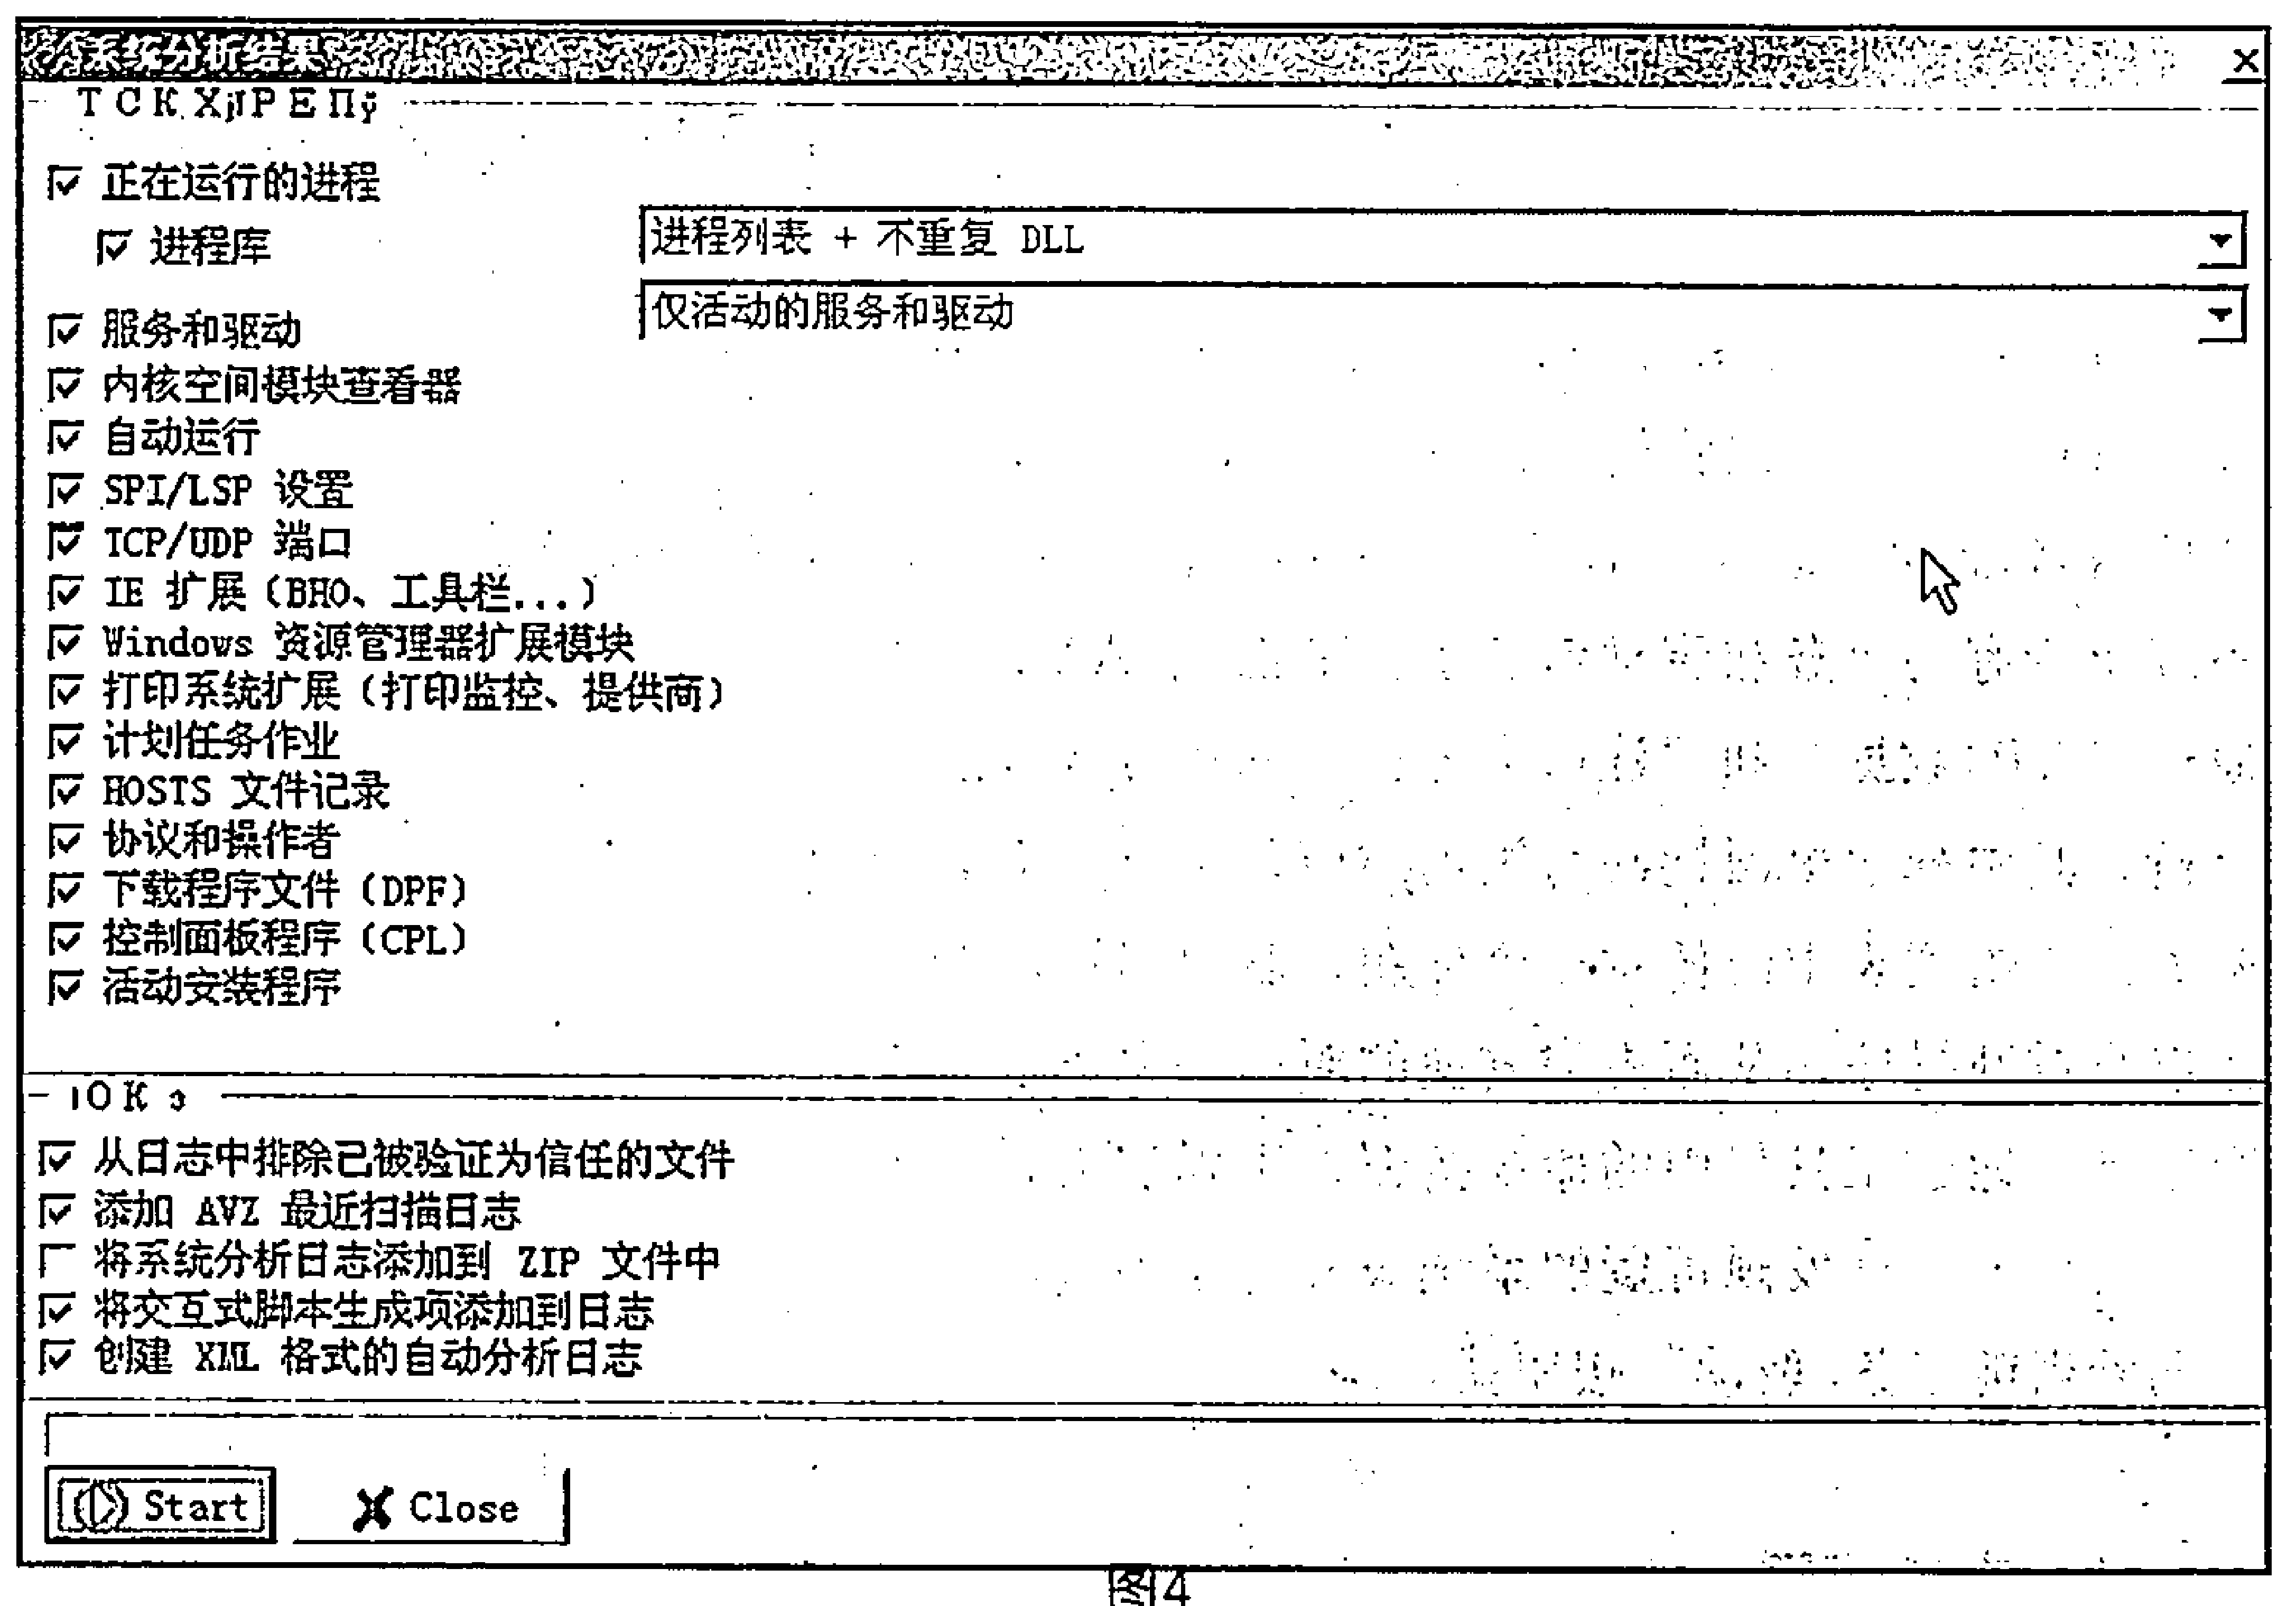 系统分析结果
正在运行的进程
进程库
进程列表 + 不重复 DLL
服务和驱动
仅活动的服务和驱动
内核空间模块查看器
自动运行
SPI/LSP 设置
TCP/UDP 端口
IE 扩展(BHO、工具栏...)
Windows 资源管理器扩展模块
打印系统扩展(打印监控、提供商)
计划任务作业
HOSTS 文件记录
协议和操作者
下载程序文件(DPF)
控制面板程序(CPL)
活动安装程序
从日志中排除已被验证为信任的文件
添加 AVZ 最近扫描日志
将系统分析日志添加到 ZIP 文件中
将交互式脚本生成项添加到日志
创建 XML 格式的自动分析日志
Start
Close
图4